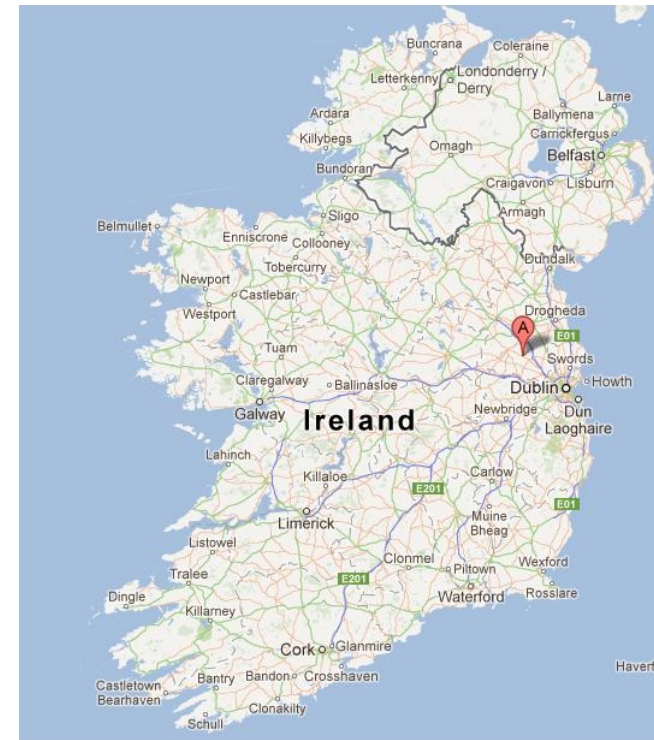 Buncrana
Coleraine
Letterkenny
Londonderry /
Derry
Larne
Ardara
Ballymena
Killybegs
Carrickfergus
Omagh
Belfast
Bundoran
Craigavon
Lisburn
Armagh
Sligo
Belmullet
Enniscrone
Collooney
Dundalk
Tobercurry
Newport
Castlebar
Westport
Drogheda
A
E01
Tuam
Swords
Claregalway
Ballinasloe
Dublin
Howth
Galway
Ireland
Newbridge
Dun
Laoghaire
Lahinch
Killaloe
Carlow
E201
E01
Limerick
Muine
Bheag
Listowel
Clonmel
Piltown
Wexford
Tralee
E201
Dingle
Waterford
Rosslare
Killarney
Cork
Glanmire
Haverf
Castletown
Bearhaven
Bantry
Bandon
Crosshaven
Clonakilty
Schull